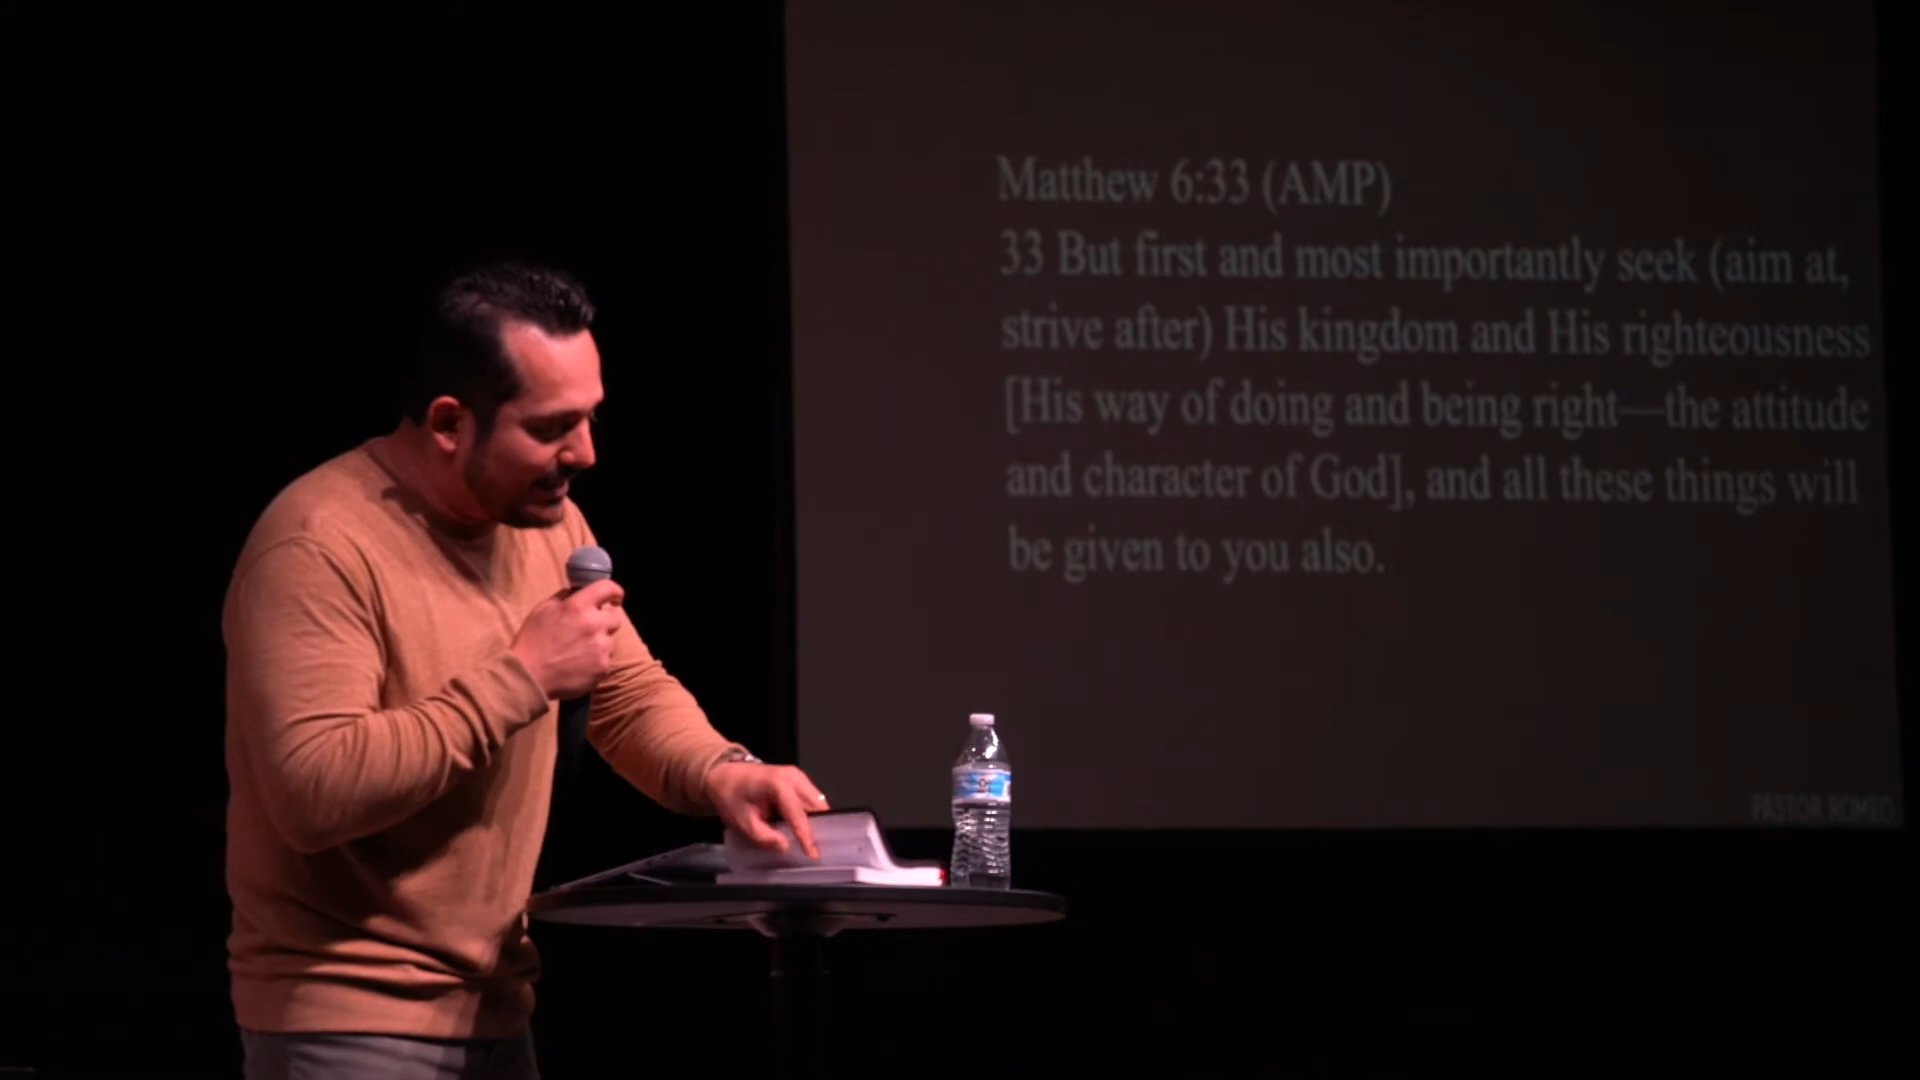 Matthew 6:33 (AMP)
33 But first and most importantly seek (aim at,
strive after) His kingdom and His righteousness
[His way of doing and being right—the attitude
and character of God], and all these things will
be given to you also.
PASTOR ROMEO